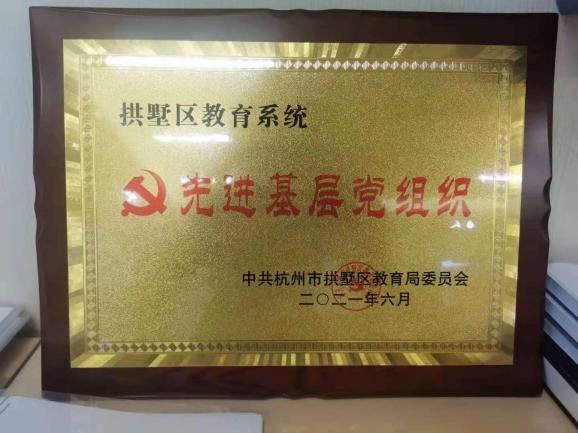 拱墅区教育系统
先进基层党组织
中共杭州市拱墅区教育局委员会
二〇二一年六月